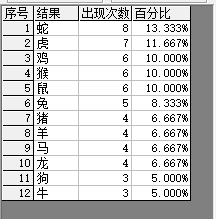 序号 结果 出现次数 百分比
1 蛇 8 13.333%
2 虎 7 11.667%
3 鸡 6 10.000%
4 猴 6 10.000%
5 鼠 6 10.000%
6 兔 5 8.333%
7 猪 4 6.667%
8 羊 4 6.667%
9 马 4 6.667%
10 龙 4 6.667%
11 狗 3 5.000%
12 牛 3 5.000%